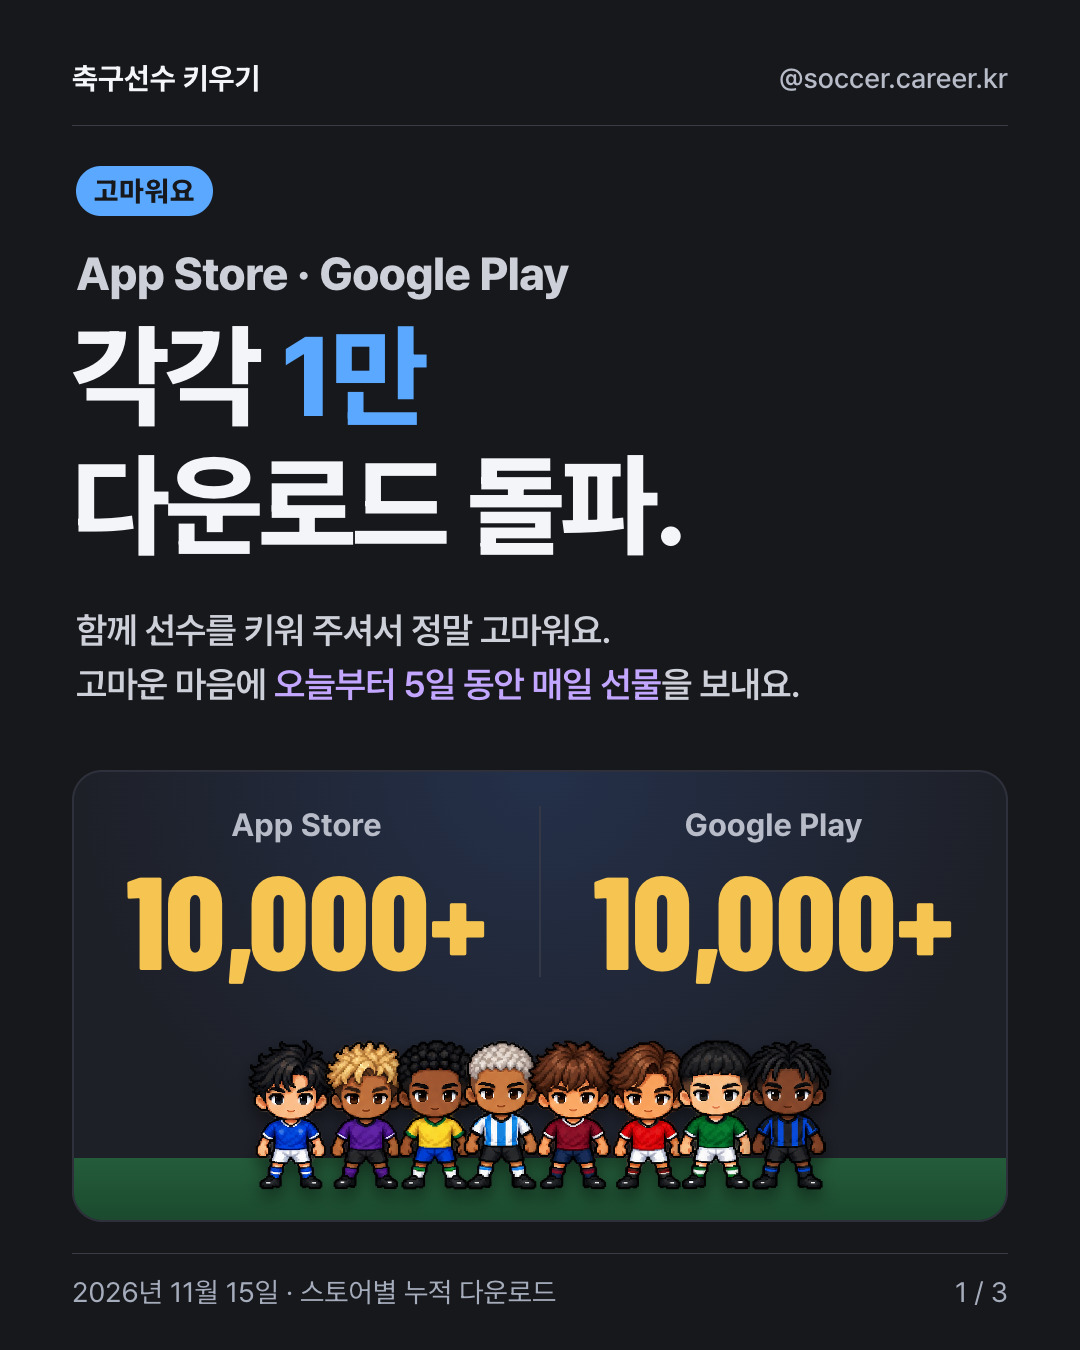 축구선수 키우기
@soccer.career.kr
고마워요
App Store · Google Play
각각 1만
다운로드 돌파.
함께 선수를 키워 주셔서 정말 고마워요.
고마운 마음에 오늘부터 5일 동안 매일 선물을 보내요.
App Store
10,000+
Google Play
10,000+
2026년 11월 15일 · 스토어별 누적 다운로드
1 / 3